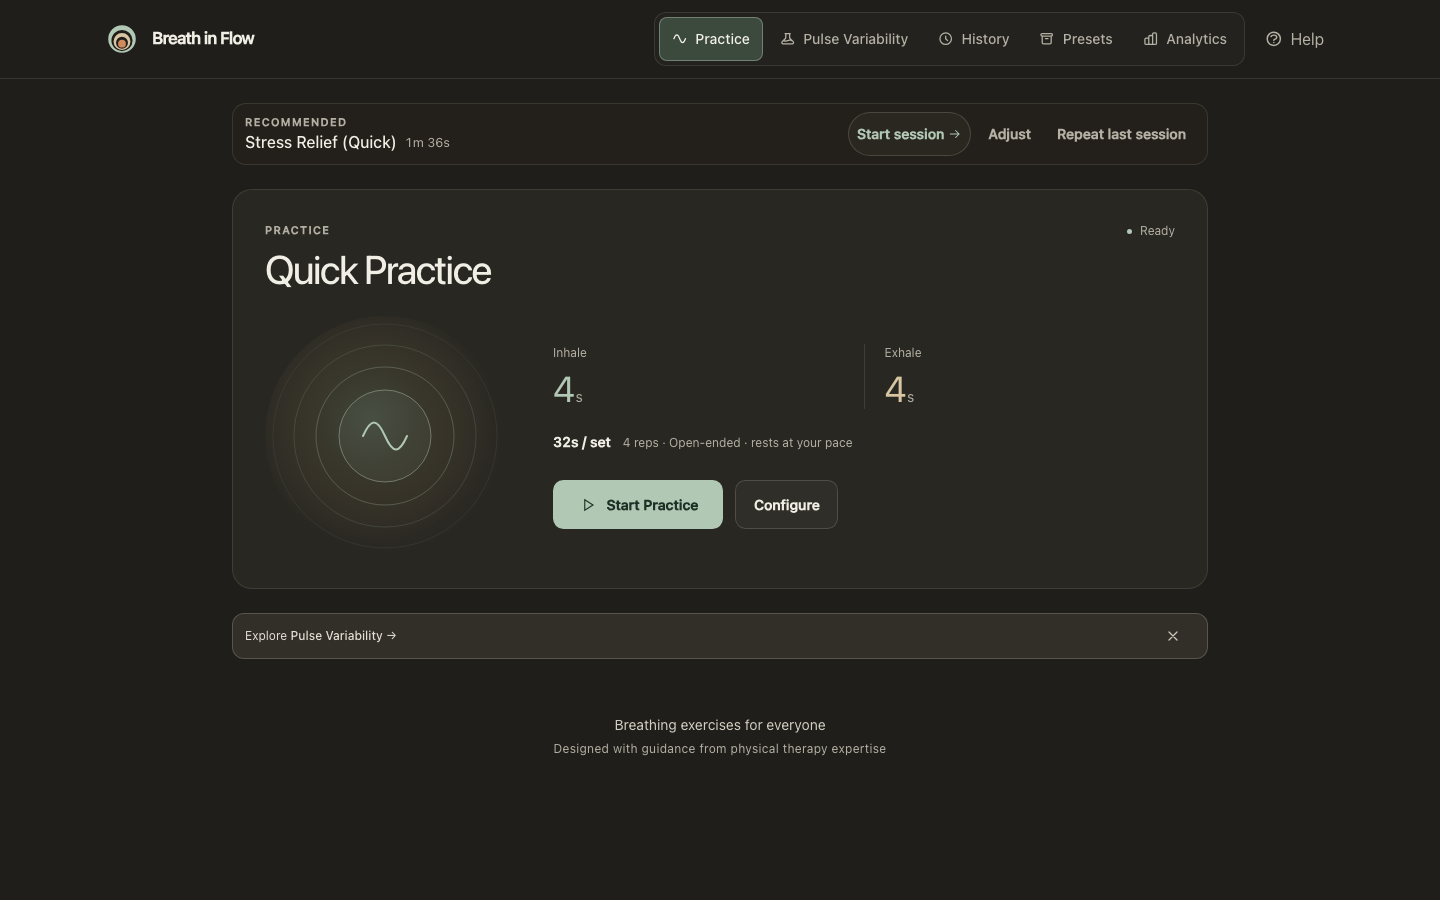 Breath in Flow
Practice
Pulse Variability
History
Presets
Analytics
Help
RECOMMENDED
Stress Relief (Quick) 1m 36s
Start session →
Adjust
Repeat last session
PRACTICE
Ready
Quick Practice
Inhale
4s
Exhale
4s
32s / set 4 reps · Open-ended · rests at your pace
Start Practice
Configure
Explore Pulse Variability →
Breathing exercises for everyone
Designed with guidance from physical therapy expertise